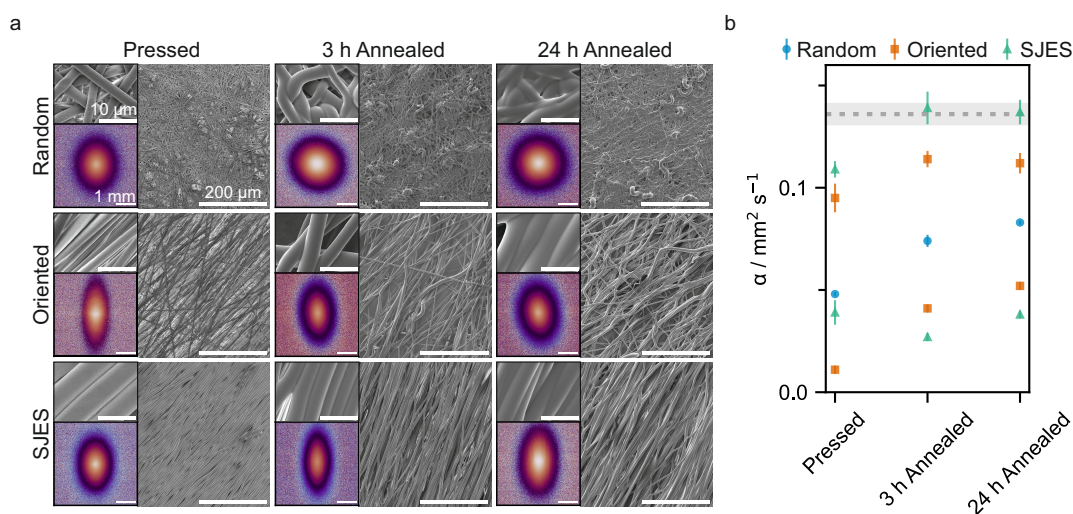 a
Pressed
3 h Annealed
24 h Annealed
Random
10 µm
1 mm
200 µm
Oriented
SJES
b
Random
Oriented
SJES
α / mm² s⁻¹
0.1
0.0
Pressed
3 h Annealed
24 h Annealed